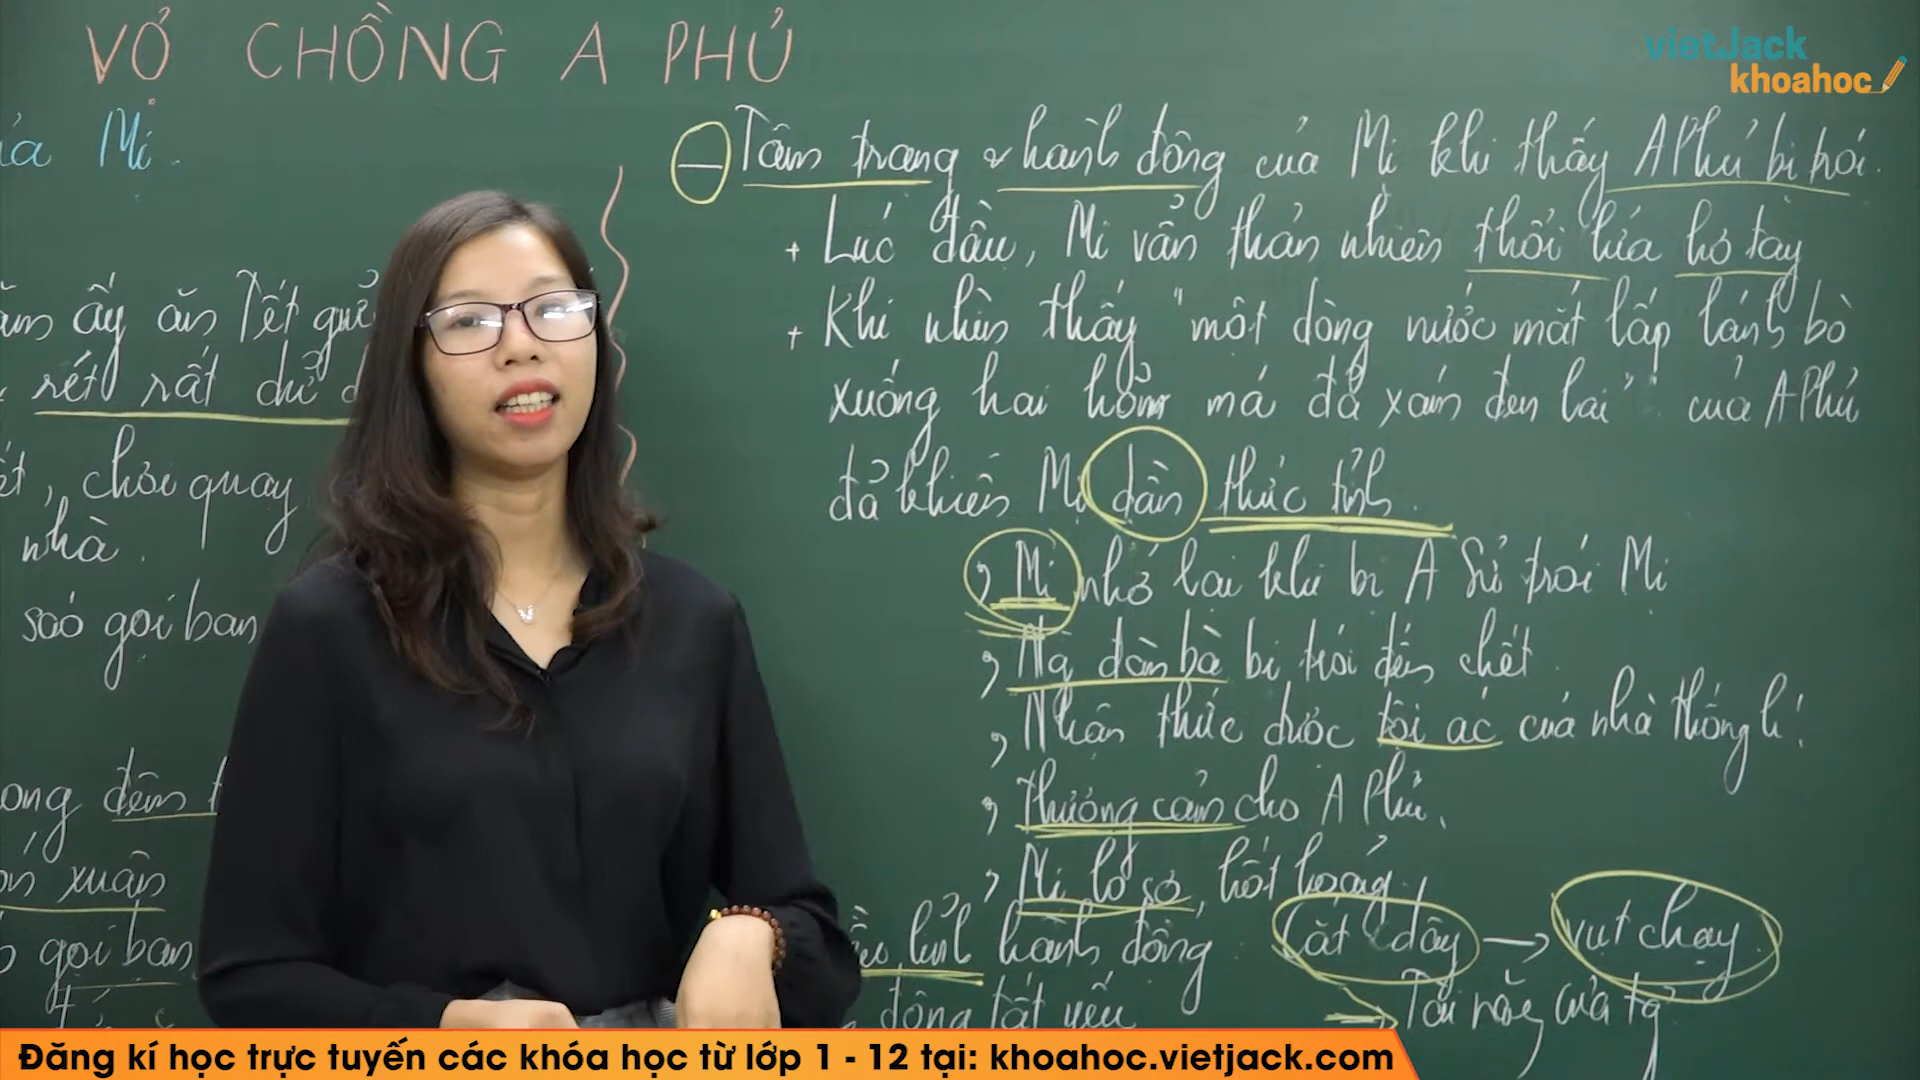 VỢ CHỒNG A PHỦ
vietJack
khoahoc
Mị
– Tâm trạng & hành động của Mị khi thấy A Phủ bị trói.
+ Lúc đầu, Mị vẫn thản nhiên thổi lửa hơ tay
+ Khi nhìn thấy "một dòng nước mắt lấp lánh bò
xuống hai hõm má đã xám đen lại" của A Phủ
đã khiến Mị dần thức tỉnh.
, Mị nhớ lại khi bị A Sử trói Mị
, Ng đàn bà bị trói đến chết.
, Nhận thức được tội ác của nhà thống lí!
, Thương cảm cho A Phủ.
, Mị lo sợ, hốt hoảng.
ấy ăn Tết
rét rất dữ
, chơi quay
nhà.
sáo gọi bạn
đêm
xuân
gọi bạn
hành động Cắt dây → vụt chạy
động tất yếu → Tài năng của tg
Đăng kí học trực tuyến các khóa học từ lớp 1 - 12 tại: khoahoc.vietjack.com